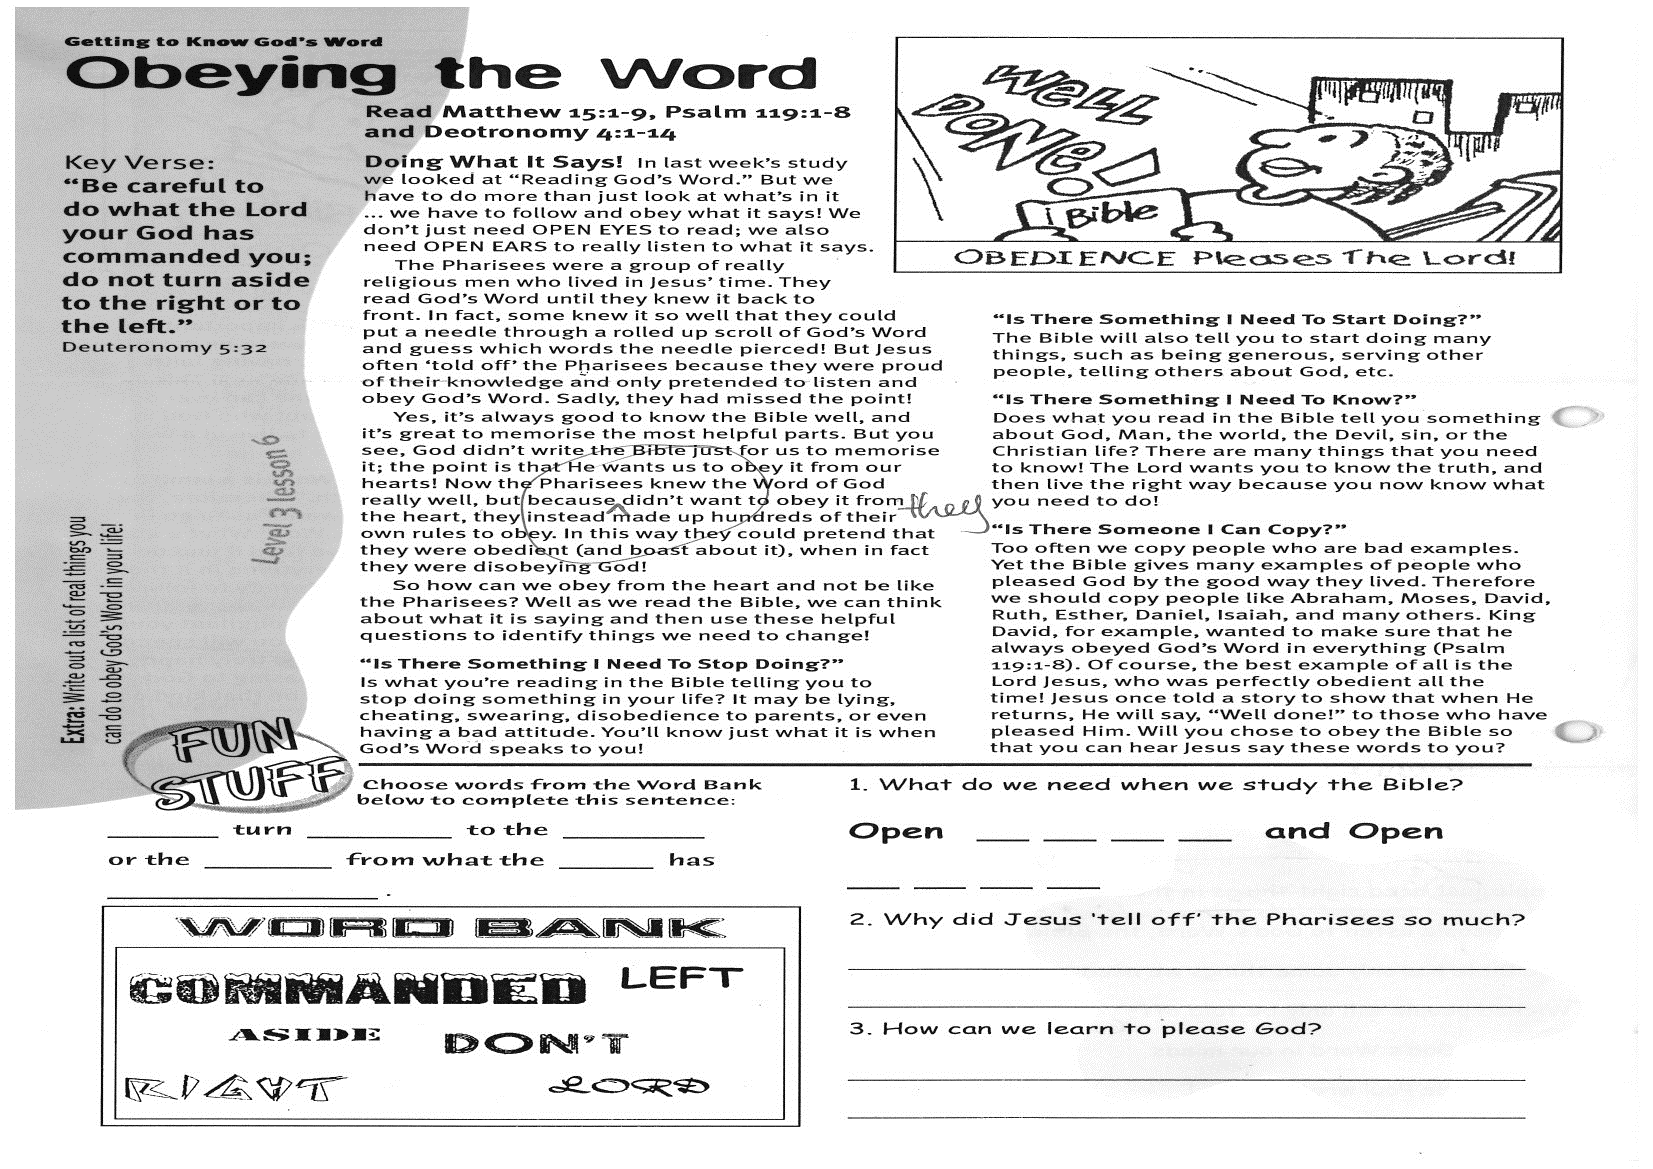 Getting to Know God's Word
Obeying the Word
Read Matthew 15:1-9, Psalm 119:1-8
and Deotronomy 4:1-14
Key Verse:
“Be careful to
do what the Lord
your God has
commanded you;
do not turn aside
to the right or to
the left.”
Deuteronomy 5:32
Level 3 lesson 6
Extra: Write out a list of real things you
can do to obey God's Word in your life!
Doing What It Says! In last week's study
we looked at “Reading God's Word.” But we
have to do more than just look at what's in it
... we have to follow and obey what it says! We
don't just need OPEN EYES to read; we also
need OPEN EARS to really listen to what it says.
The Pharisees were a group of really
religious men who lived in Jesus' time. They
read God's Word until they knew it back to
front. In fact, some knew it so well that they could
put a needle through a rolled up scroll of God's Word
and guess which words the needle pierced! But Jesus
often ‘told off’ the Pharisees because they were proud
of their knowledge and only pretended to listen and
obey God's Word. Sadly, they had missed the point!
Yes, it's always good to know the Bible well, and
it's great to memorise the most helpful parts. But you
see, God didn't write the Bible just for us to memorise
it; the point is that He wants us to obey it from our
hearts! Now the Pharisees knew the Word of God
really well, but because didn't want to obey it from
they
the heart, they instead made up hundreds of their
own rules to obey. In this way they could pretend that
they were obedient (and boast about it), when in fact
they were disobeying God!
So how can we obey from the heart and not be like
the Pharisees? Well as we read the Bible, we can think
about what it is saying and then use these helpful
questions to identify things we need to change!
“Is There Something I Need To Stop Doing?”
Is what you're reading in the Bible telling you to
stop doing something in your life? It may be lying,
cheating, swearing, disobedience to parents, or even
having a bad attitude. You'll know just what it is when
God's Word speaks to you!
WELL
DONE!
Bible
OBEDIENCE Pleases The Lord!
“Is There Something I Need To Start Doing?”
The Bible will also tell you to start doing many
things, such as being generous, serving other
people, telling others about God, etc.
“Is There Something I Need To Know?”
Does what you read in the Bible tell you something
about God, Man, the world, the Devil, sin, or the
Christian life? There are many things that you need
to know! The Lord wants you to know the truth, and
then live the right way because you now know what
you need to do!
“Is There Someone I Can Copy?”
Too often we copy people who are bad examples.
Yet the Bible gives many examples of people who
pleased God by the good way they lived. Therefore
we should copy people like Abraham, Moses, David,
Ruth, Esther, Daniel, Isaiah, and many others. King
David, for example, wanted to make sure that he
always obeyed God's Word in everything (Psalm
119:1-8). Of course, the best example of all is the
Lord Jesus, who was perfectly obedient all the
time! Jesus once told a story to show that when He
returns, He will say, “Well done!” to those who have
pleased Him. Will you chose to obey the Bible so
that you can hear Jesus say these words to you?
FUN
STUFF
Choose words from the Word Bank
below to complete this sentence:
________ turn __________ to the __________
or the _________ from what the _______ has
___________________ .
WORD BANK
COMMANDED LEFT
ASIDE DON'T
RIGHT LORD
1. What do we need when we study the Bible?
Open __ __ __ __ and Open
__ __ __ __
2. Why did Jesus 'tell off' the Pharisees so much?
3. How can we learn to please God?